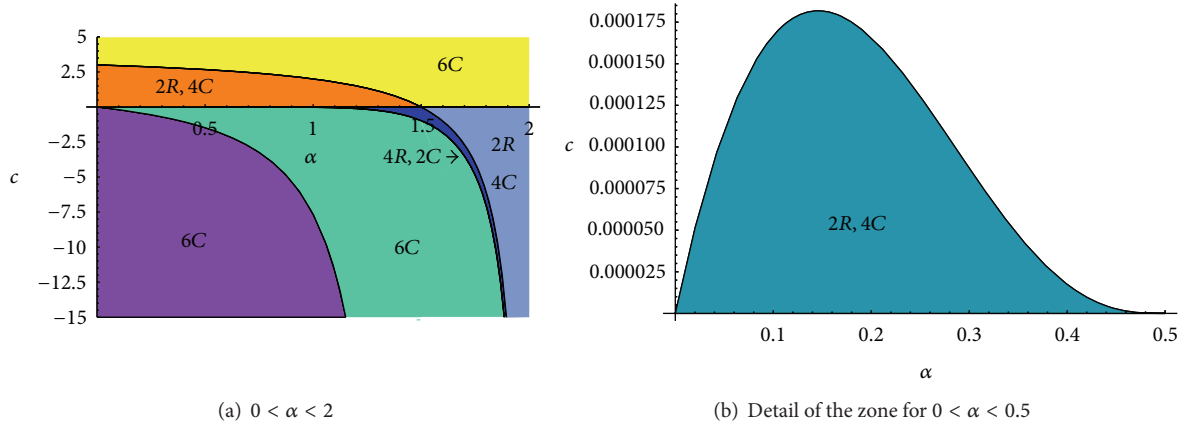 5
2.5
−2.5
−5
−7.5
−10
−12.5
−15
c
0.5
1
1.5
2
α
6C
2R, 4C
4R, 2C →
2R
4C
6C
6C
(a) 0 < α < 2
0.000175
0.00015
0.000125
0.000100
0.000075
0.000050
0.000025
c
2R, 4C
0.1
0.2
0.3
0.4
0.5
α
(b) Detail of the zone for 0 < α < 0.5